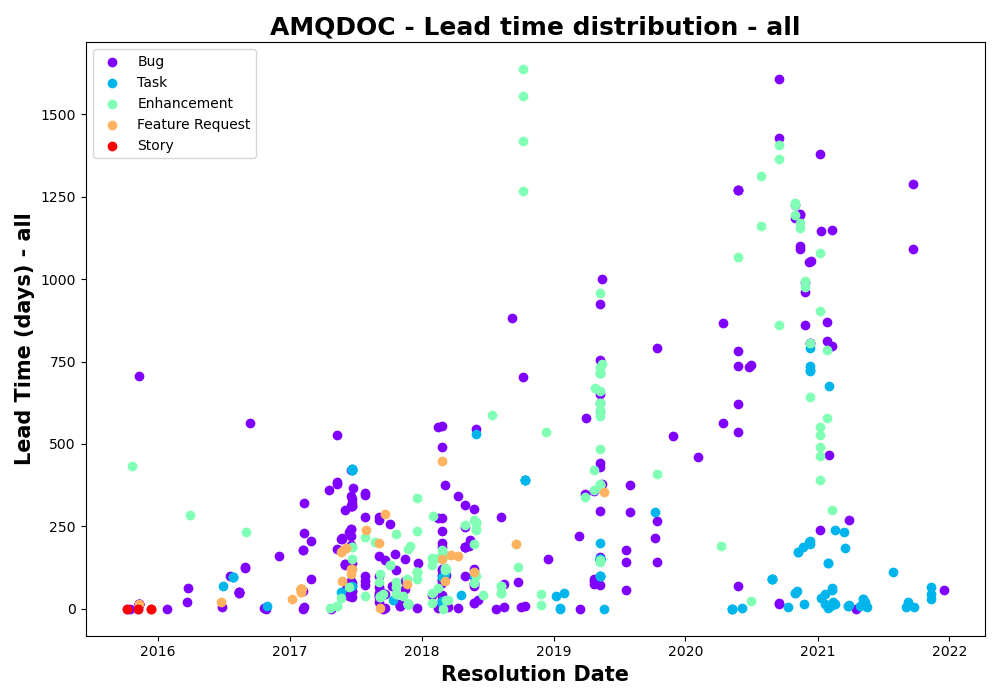 AMQDOC - Lead time distribution - all
Bug
Task
Enhancement
Feature Request
Story
Lead Time (days) - all
1500
1250
1000
750
500
250
0
2016 2017 2018 2019 2020 2021 2022
Resolution Date